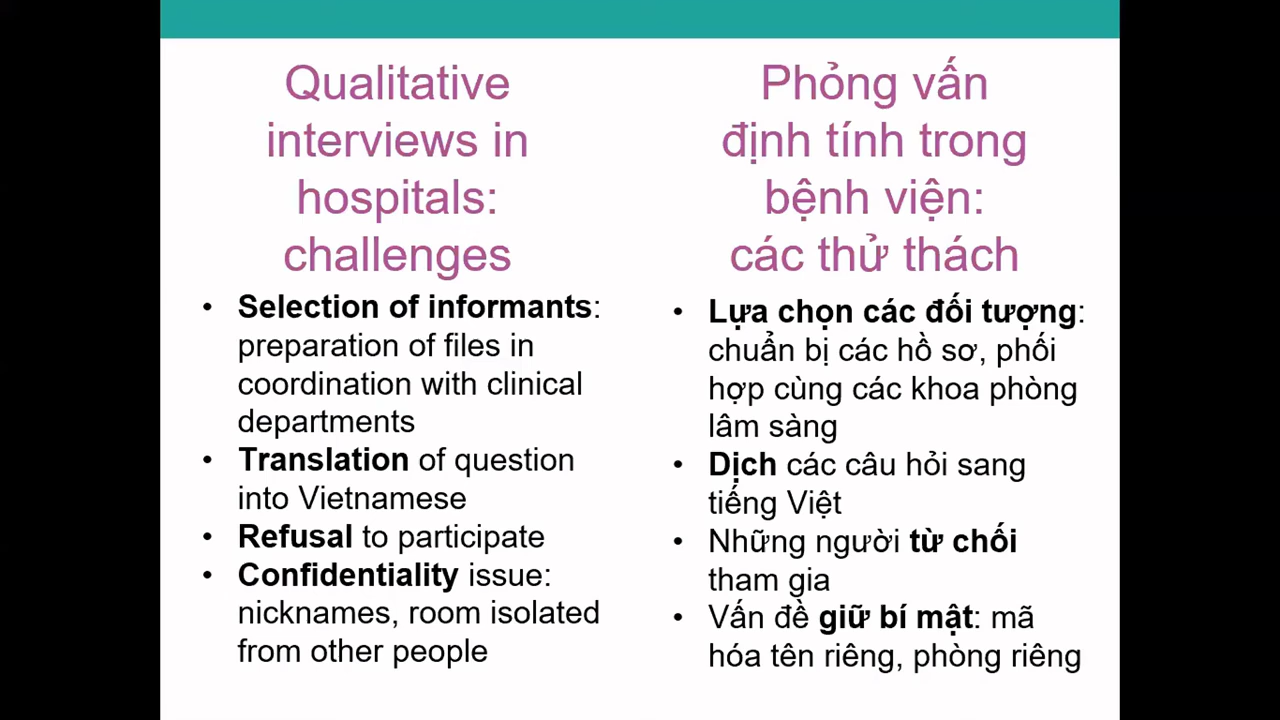 Qualitative
interviews in
hospitals:
challenges
• Selection of informants:
preparation of files in
coordination with clinical
departments
• Translation of question
into Vietnamese
• Refusal to participate
• Confidentiality issue:
nicknames, room isolated
from other people
Phỏng vấn
định tính trong
bệnh viện:
các thử thách
• Lựa chọn các đối tượng:
chuẩn bị các hồ sơ, phối
hợp cùng các khoa phòng
lâm sàng
• Dịch các câu hỏi sang
tiếng Việt
• Những người từ chối
tham gia
• Vấn đề giữ bí mật: mã
hóa tên riêng, phòng riêng